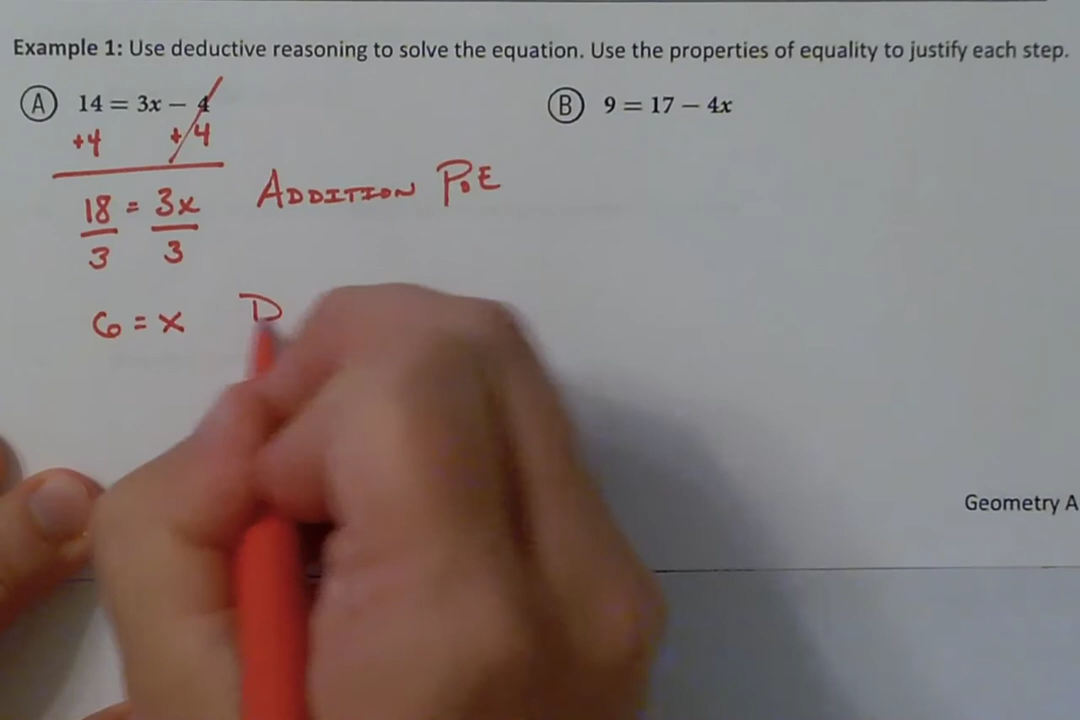 Example 1: Use deductive reasoning to solve the equation. Use the properties of equality to justify each step.
Ⓐ 14 = 3x − 4
+4 +4
18 = 3x ADDITION PoE
3 3
6 = x D
Ⓑ 9 = 17 − 4x
Geometry A